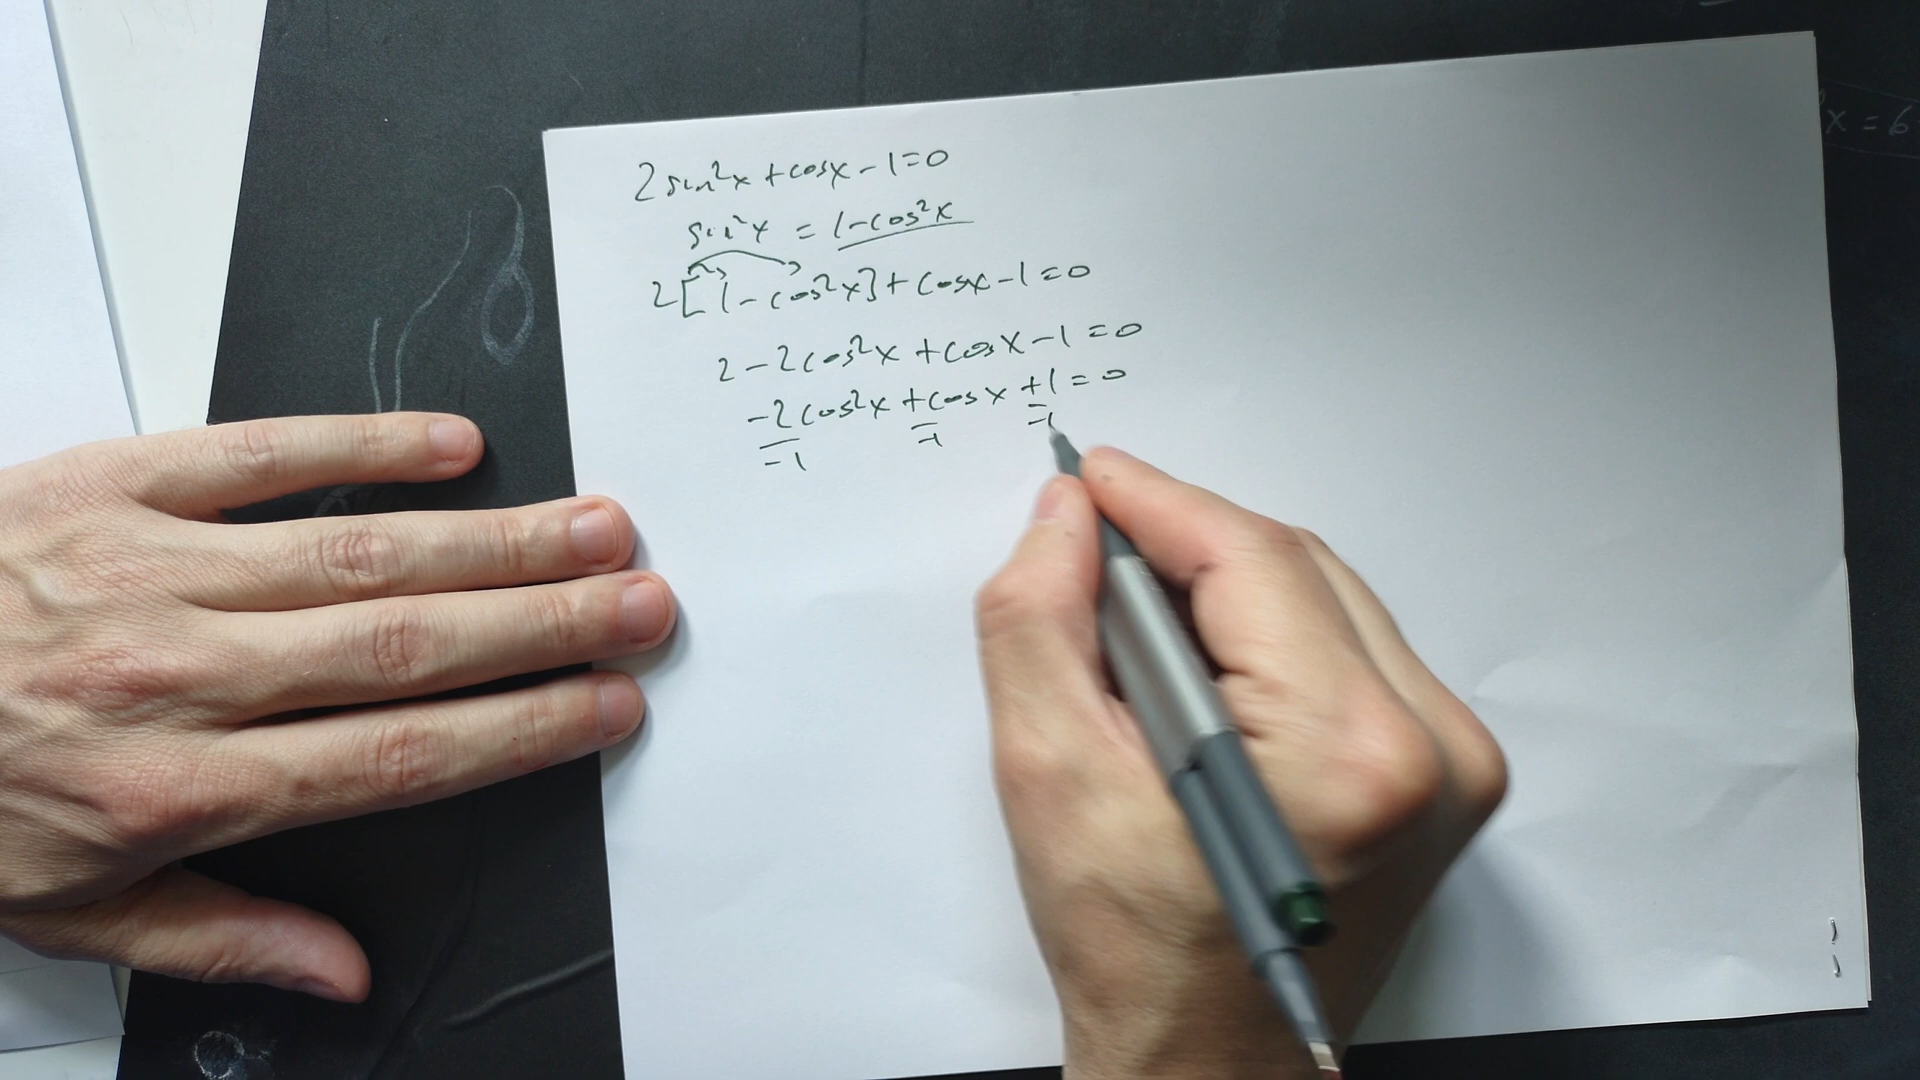 2sin²x+cosx-1=0
sin²x = 1-cos²x
2[1-cos²x]+cosx-1=0
2-2cos²x+cosx-1=0
-2cos²x+cosx+1=0
-1 -1 -1
x=6